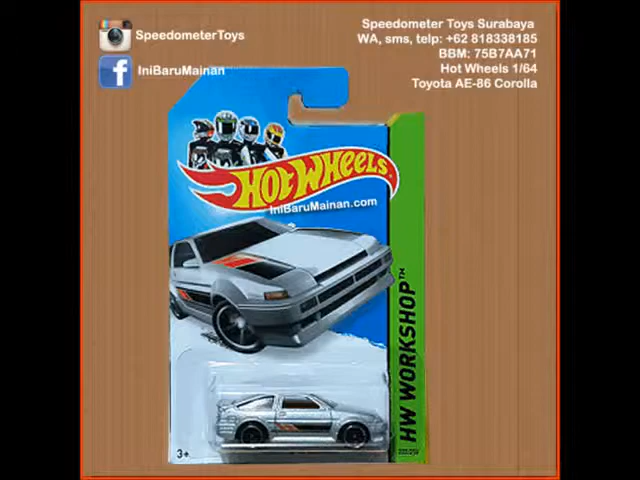 SpeedometerToys
IniBaruMainan
Speedometer Toys Surabaya
WA, sms, telp: +62 818338185
BBM: 75B7AA71
Hot Wheels 1/64
Toyota AE-86 Corolla
HOT WHEELS
IniBaruMainan.com
HW WORKSHOP™
3+